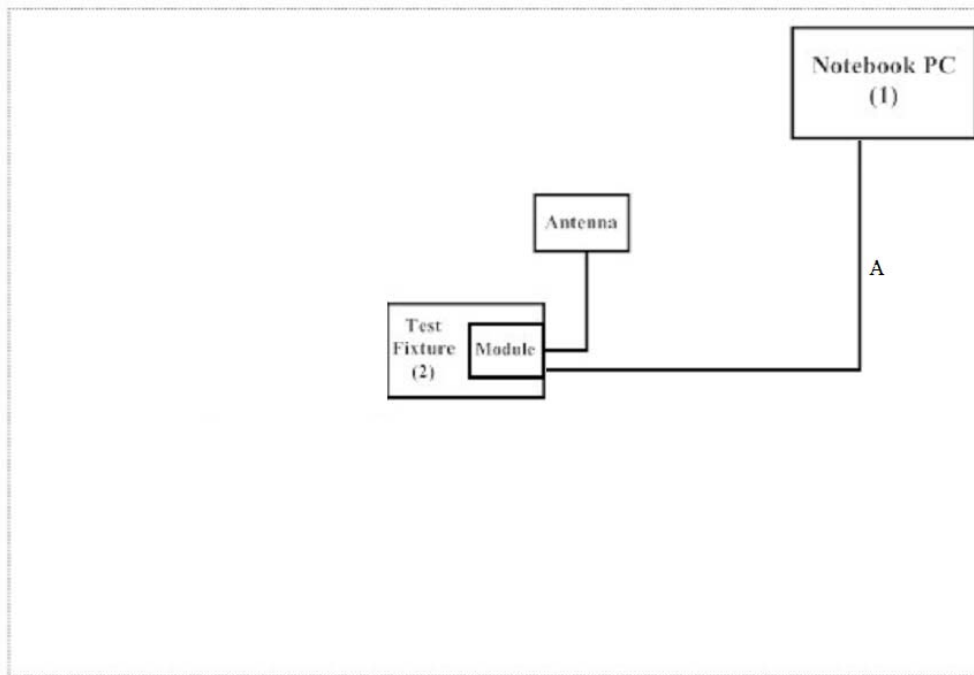 Notebook PC
(1)
Antenna
A
Test
Fixture
(2)
Module